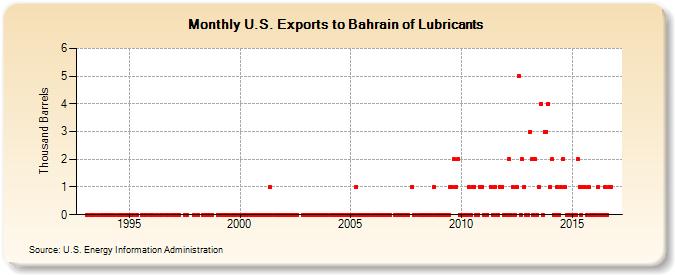 Monthly U.S. Exports to Bahrain of Lubricants
Thousand Barrels
6
5
4
3
2
1
0
1995 2000 2005 2010 2015
Source: U.S. Energy Information Administration